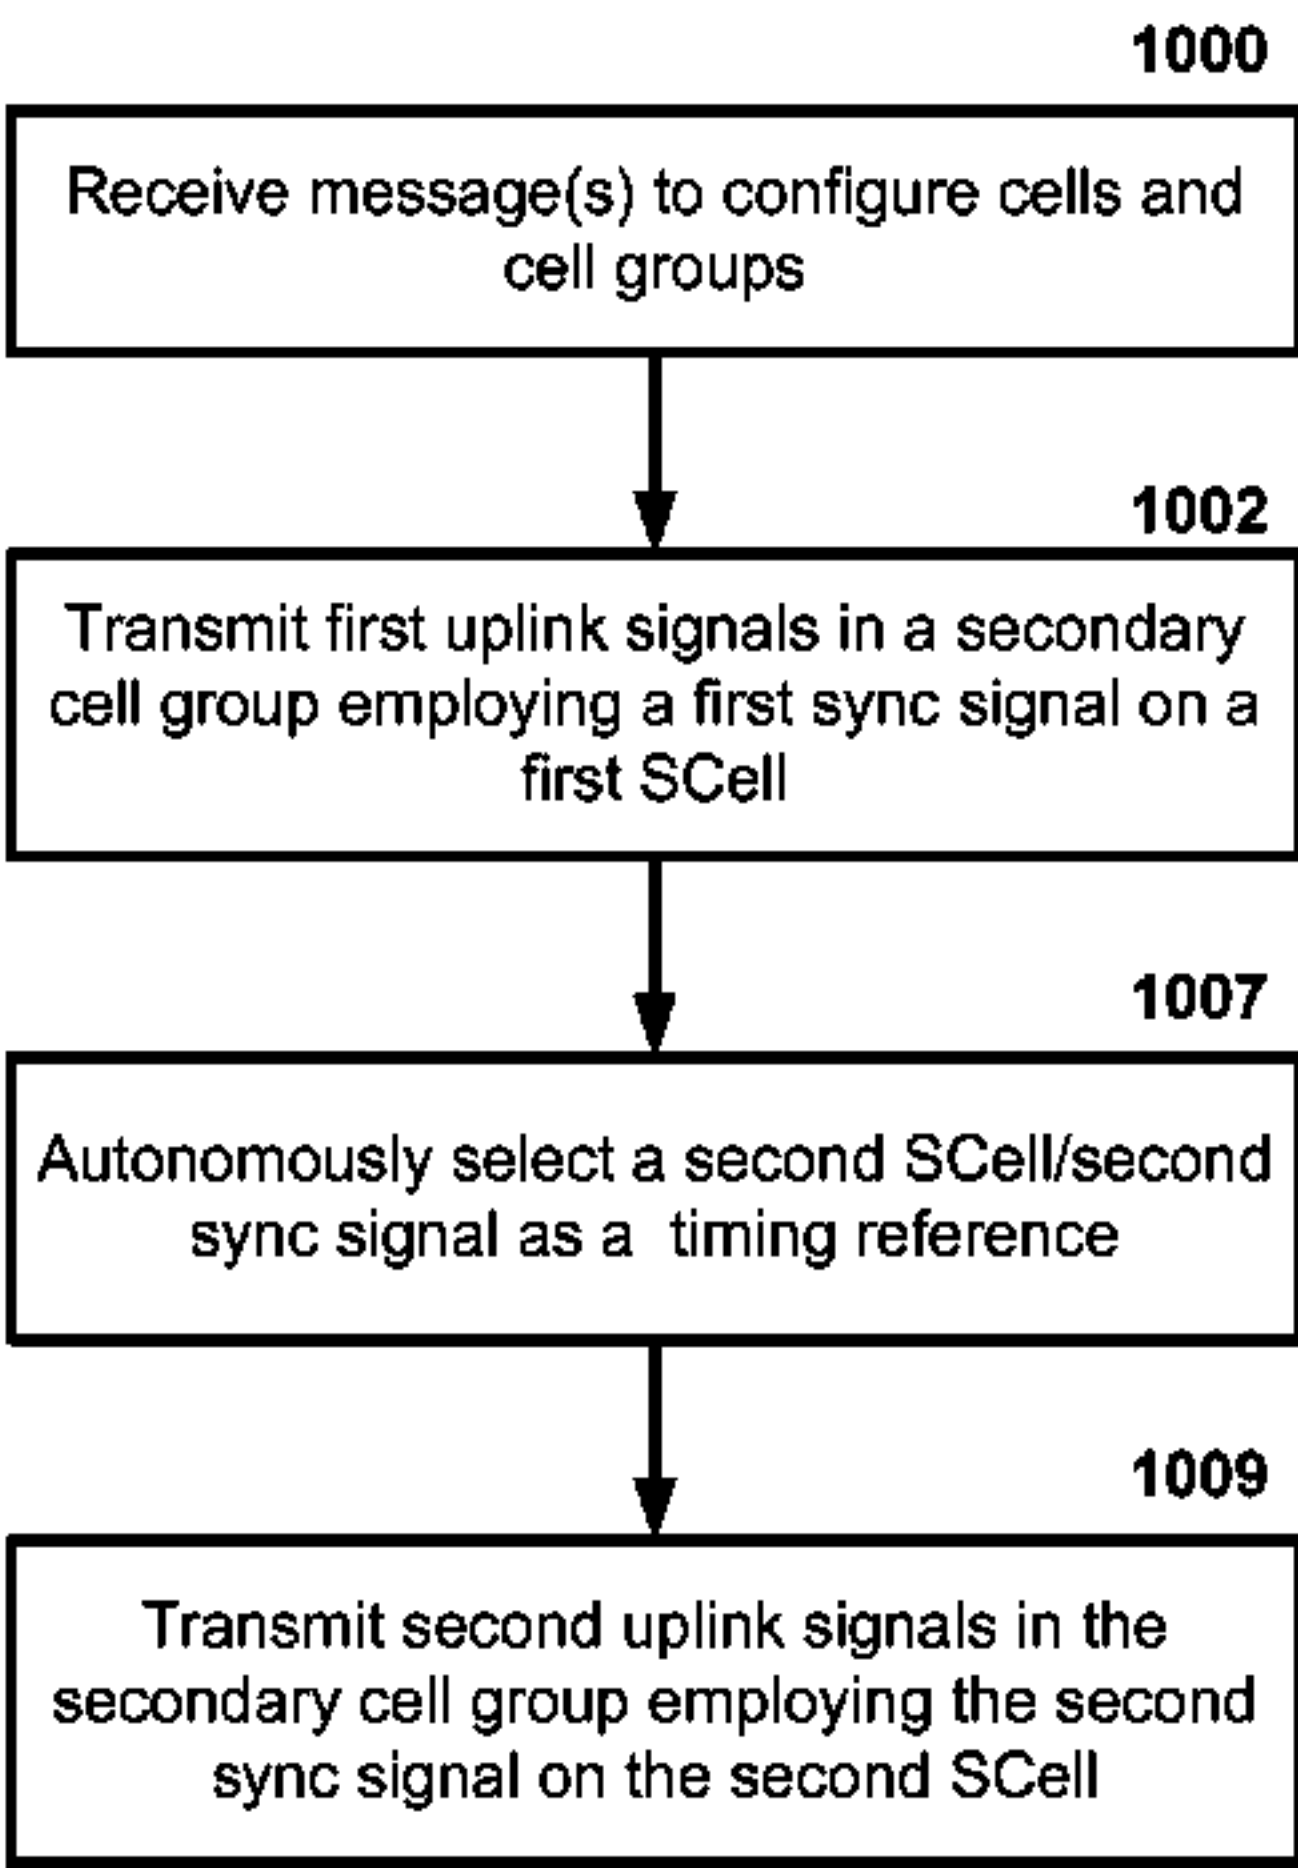 1000
Receive message(s) to configure cells and
cell groups
1002
Transmit first uplink signals in a secondary
cell group employing a first sync signal on a
first SCell
1007
Autonomously select a second SCell/second
sync signal as a timing reference
1009
Transmit second uplink signals in the
secondary cell group employing the second
sync signal on the second SCell